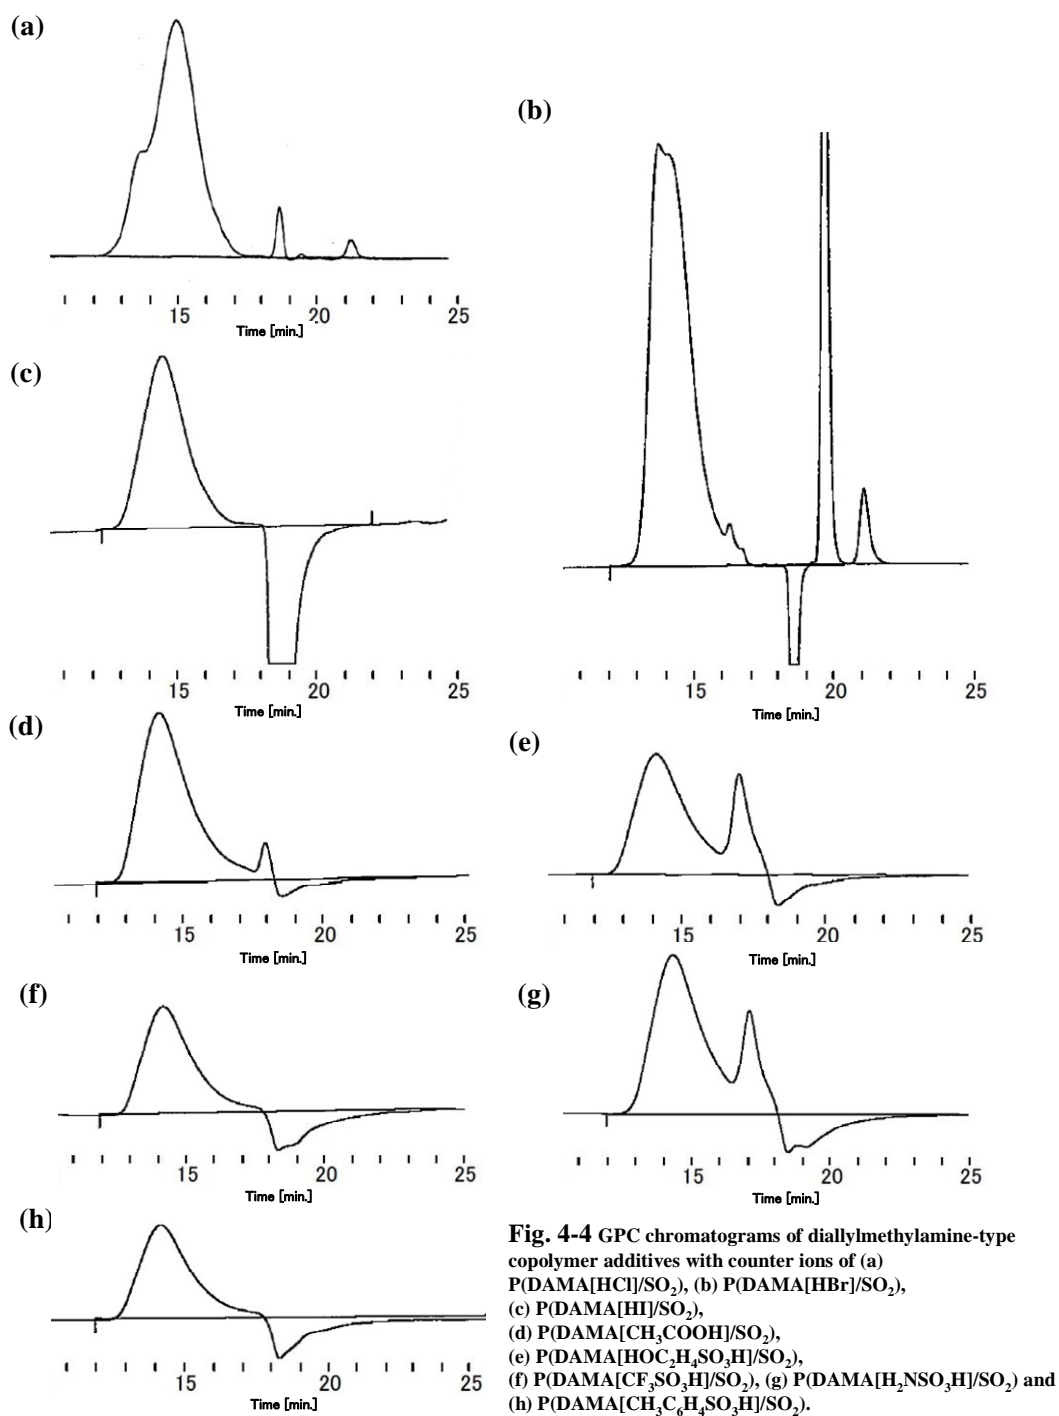 (a)
15 20 25
Time [min.]
(b)
15 20 25
Time [min.]
(c)
15 20 25
Time [min.]
(d)
15 20 25
Time [min.]
(e)
15 20 25
Time [min.]
(f)
15 20 25
Time [min.]
(g)
15 20 25
Time [min.]
(h)
15 20 25
Time [min.]
Fig. 4-4 GPC chromatograms of diallylmethylamine-type
copolymer additives with counter ions of (a)
P(DAMA[HCl]/SO₂), (b) P(DAMA[HBr]/SO₂),
(c) P(DAMA[HI]/SO₂),
(d) P(DAMA[CH₃COOH]/SO₂),
(e) P(DAMA[HOC₂H₄SO₃H]/SO₂),
(f) P(DAMA[CF₃SO₃H]/SO₂), (g) P(DAMA[H₂NSO₃H]/SO₂) and
(h) P(DAMA[CH₃C₆H₄SO₃H]/SO₂).